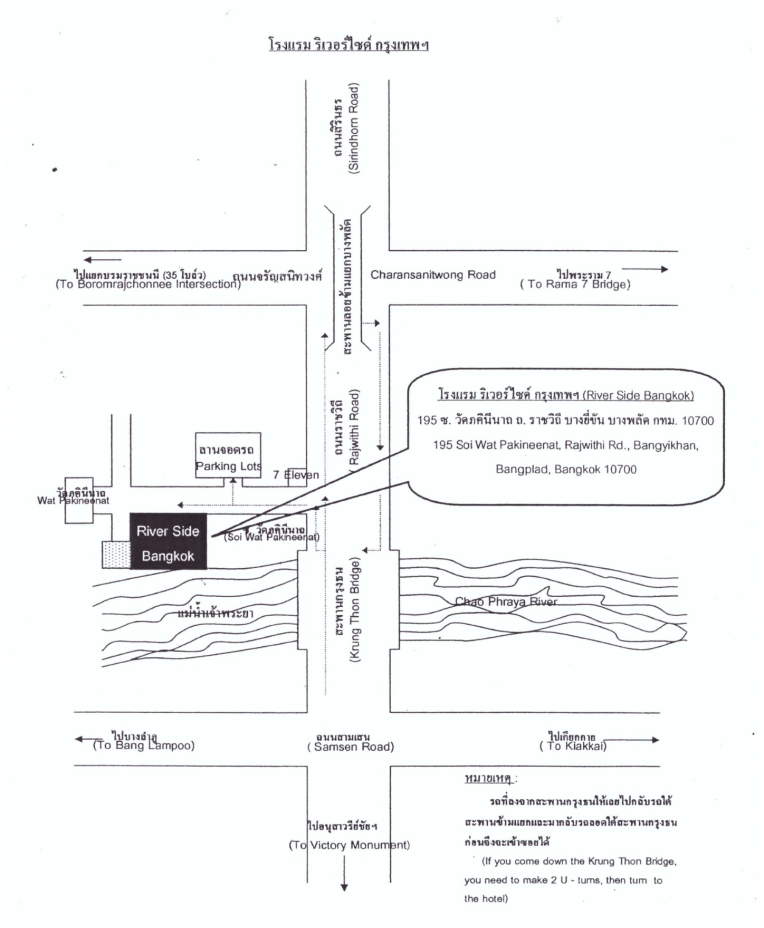 โรงแรม ริเวอร์ไซด์ กรุงเทพฯ
ถนนสิรินธร
(Sirindhorn Road)
สะพานลอยข้ามแยกบางพลัด
ไปแยกบรมราชชนนี (35 โบล์ว)
(To Boromrajchonnee Intersection)
ถนนจรัญสนิทวงศ์
Charansanitwong Road
ไปพระราม 7
( To Rama 7 Bridge)
ถนนราชวิถี
( Rajwithi Road)
โรงแรม ริเวอร์ไซด์ กรุงเทพฯ (River Side Bangkok)
195 ซ. วัดภคินีนาถ ถ. ราชวิถี บางยี่ขัน บางพลัด กทม. 10700
195 Soi Wat Pakineenat, Rajwithi Rd., Bangyikhan,
Bangplad, Bangkok 10700
ลานจอดรถ
Parking Lots
7 Eleven
วัดภคินีนาถ
Wat Pakineenat
River Side
Bangkok
ซ. วัดภคินีนาถ
(Soi Wat Pakineenat)
สะพานกรุงธน
(Krung Thon Bridge)
แม่น้ำเจ้าพระยา
Chao Phraya River
ไปบางลำภู
(To Bang Lampoo)
ถนนสามเสน
( Samsen Road)
ไปเกียกกาย
( To Kiakkai)
ไปอนุสาวรีย์ชัยฯ
(To Victory Monument)
หมายเหตุ :
รถที่ลงจากสะพานกรุงธนให้เลยไปกลับรถใต้
สะพานข้ามแยกและมากลับรถลอดใต้สะพานกรุงธน
ก่อนจึงจะเข้าซอยได้
(If you come down the Krung Thon Bridge,
you need to make 2 U - turns, then turn to
the hotel)